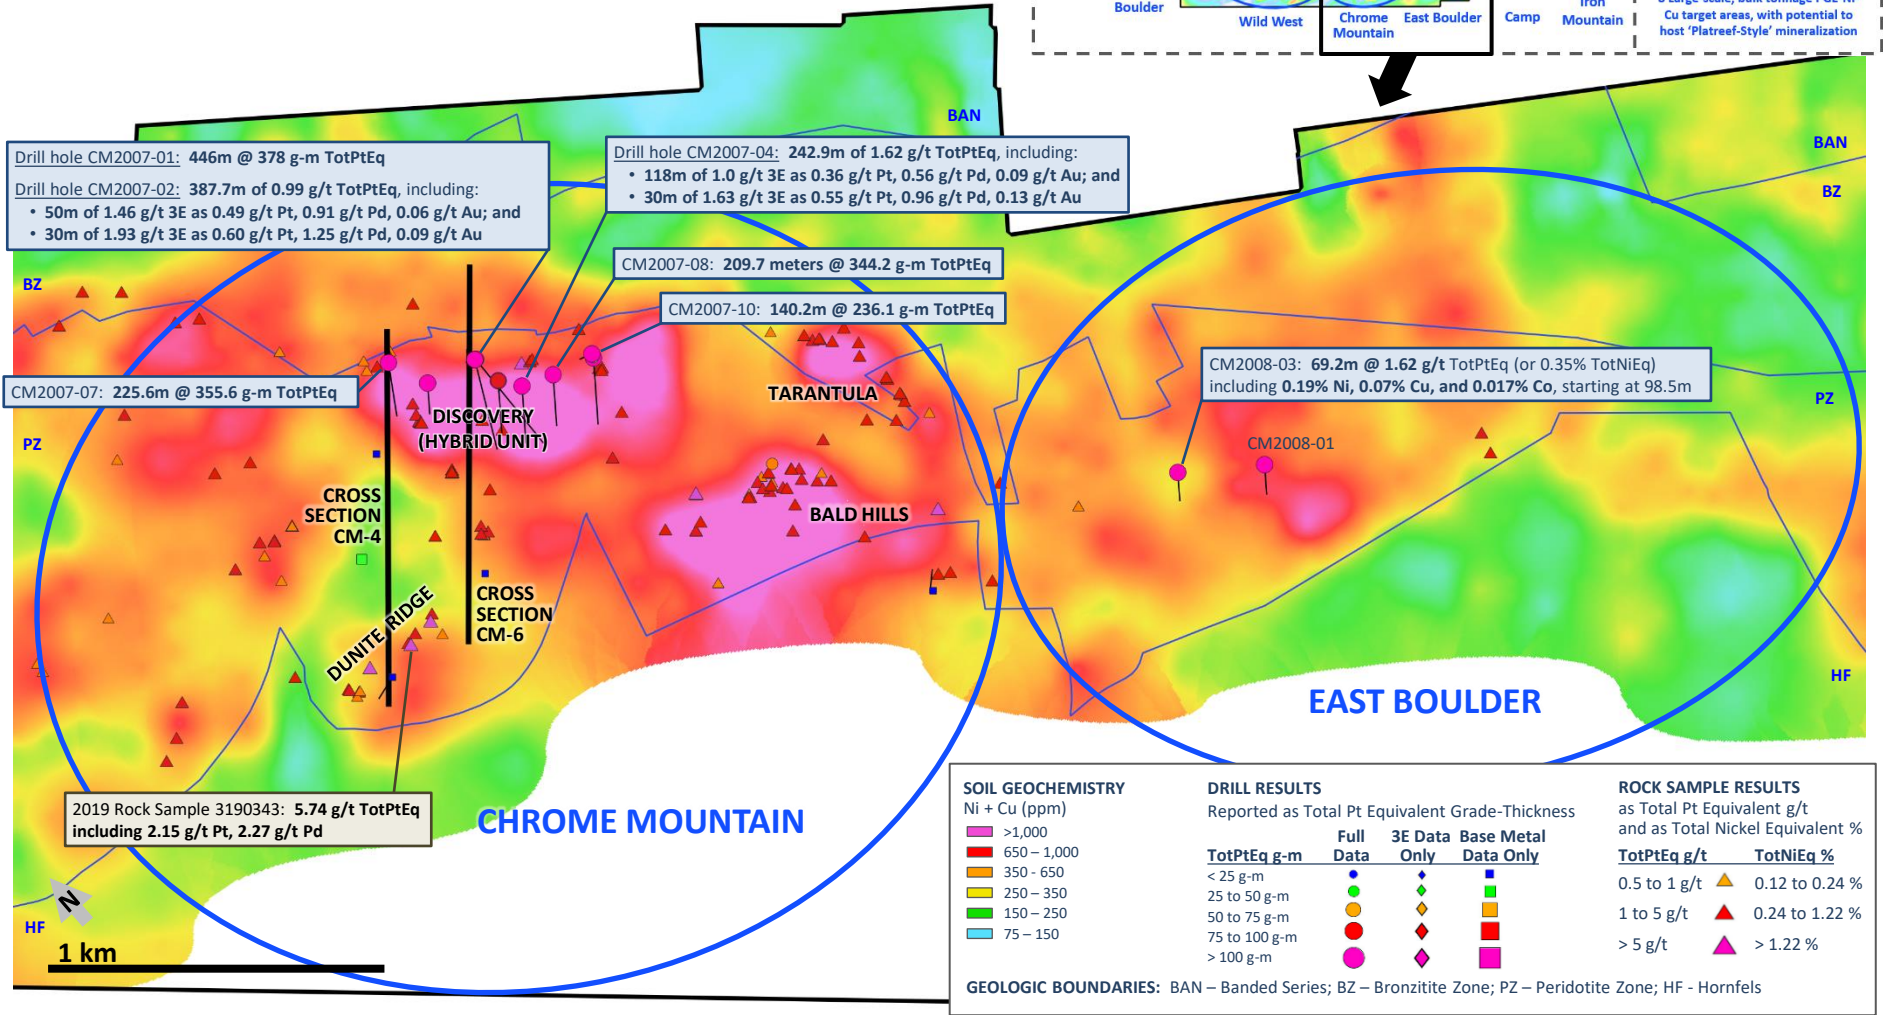 Boulder
Wild West
Chrome
Mountain
East Boulder
Camp
Iron
Mountain
Cu target areas, with potential to
host ‘Platreef-Style’ mineralization
BAN
BAN
BZ
Drill hole CM2007-01: 446m @ 378 g-m TotPtEq
Drill hole CM2007-02: 387.7m of 0.99 g/t TotPtEq, including:
• 50m of 1.46 g/t 3E as 0.49 g/t Pt, 0.91 g/t Pd, 0.06 g/t Au; and
• 30m of 1.93 g/t 3E as 0.60 g/t Pt, 1.25 g/t Pd, 0.09 g/t Au
Drill hole CM2007-04: 242.9m of 1.62 g/t TotPtEq, including:
• 118m of 1.0 g/t 3E as 0.36 g/t Pt, 0.56 g/t Pd, 0.09 g/t Au; and
• 30m of 1.63 g/t 3E as 0.55 g/t Pt, 0.96 g/t Pd, 0.13 g/t Au
CM2007-08: 209.7 meters @ 344.2 g-m TotPtEq
BZ
CM2007-10: 140.2m @ 236.1 g-m TotPtEq
CM2008-03: 69.2m @ 1.62 g/t TotPtEq (or 0.35% TotNiEq)
including 0.19% Ni, 0.07% Cu, and 0.017% Co, starting at 98.5m
CM2007-07: 225.6m @ 355.6 g-m TotPtEq
TARANTULA
PZ
DISCOVERY
(HYBRID UNIT)
PZ
CM2008-01
CROSS
SECTION
CM-4
BALD HILLS
CROSS
SECTION
CM-6
DUNITE RIDGE
HF
EAST BOULDER
2019 Rock Sample 3190343: 5.74 g/t TotPtEq
including 2.15 g/t Pt, 2.27 g/t Pd
CHROME MOUNTAIN
N
HF
1 km
SOIL GEOCHEMISTRY
Ni + Cu (ppm)
>1,000
650 – 1,000
350 - 650
250 – 350
150 – 250
75 – 150
DRILL RESULTS
Reported as Total Pt Equivalent Grade-Thickness
TotPtEq g-m
Full
Data
3E Data
Only
Base Metal
Data Only
< 25 g-m
25 to 50 g-m
50 to 75 g-m
75 to 100 g-m
> 100 g-m
ROCK SAMPLE RESULTS
as Total Pt Equivalent g/t
and as Total Nickel Equivalent %
TotPtEq g/t TotNiEq %
0.5 to 1 g/t 0.12 to 0.24 %
1 to 5 g/t 0.24 to 1.22 %
> 5 g/t > 1.22 %
GEOLOGIC BOUNDARIES: BAN – Banded Series; BZ – Bronzitite Zone; PZ – Peridotite Zone; HF - Hornfels